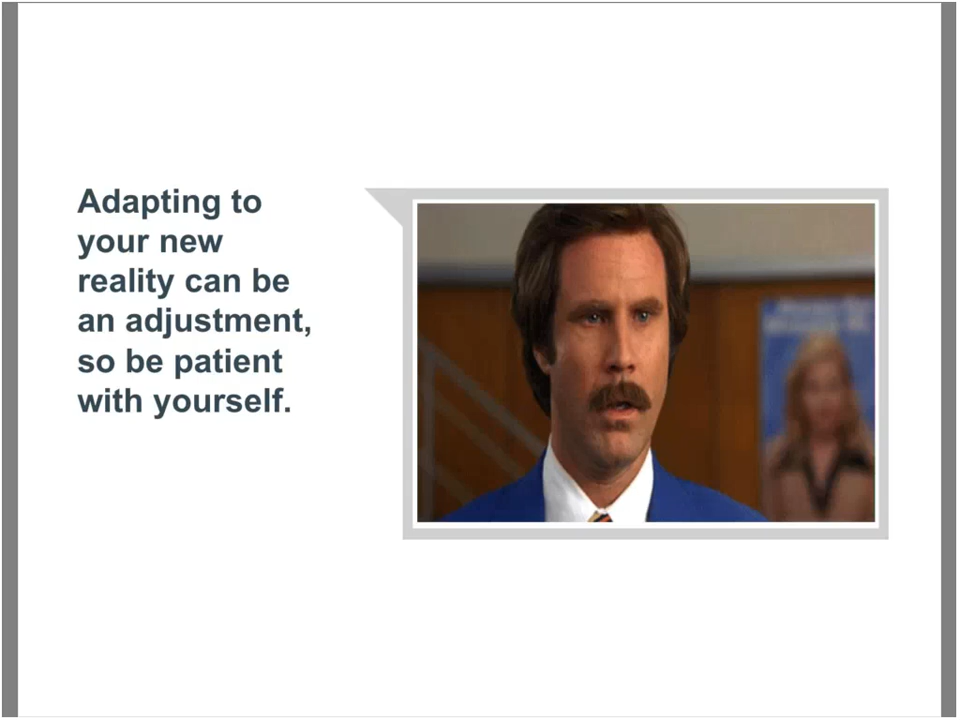 Adapting to
your new
reality can be
an adjustment,
so be patient
with yourself.